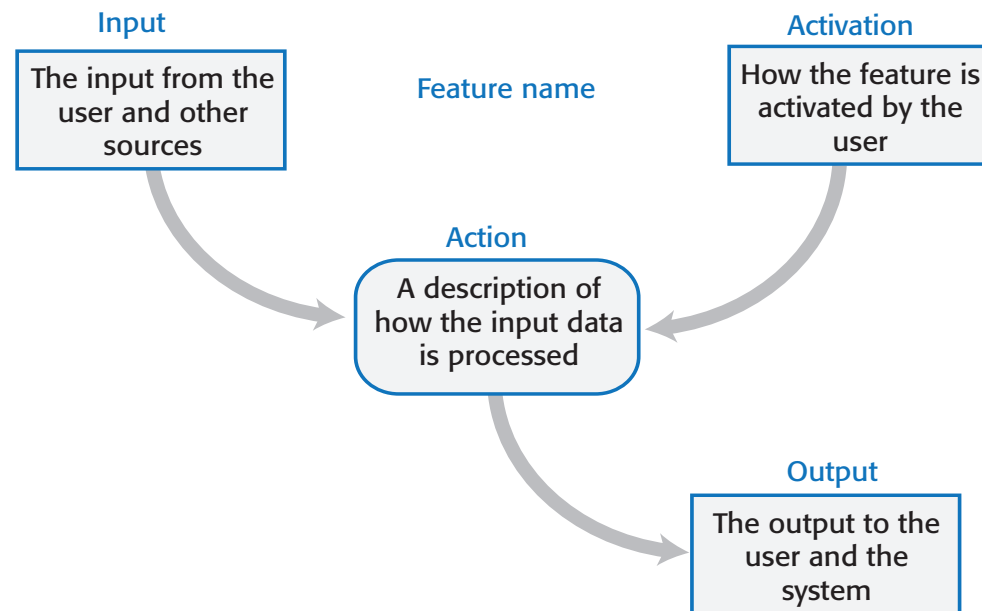 Input
The input from the
user and other
sources
Feature name
Activation
How the feature is
activated by the
user
Action
A description of
how the input data
is processed
Output
The output to the
user and the
system